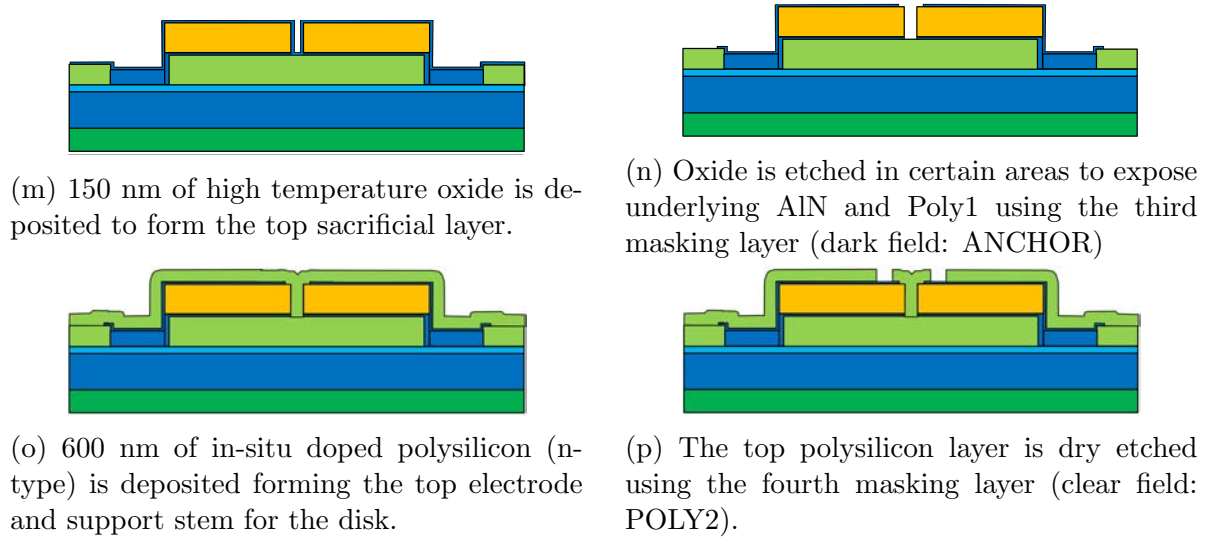 (m) 150 nm of high temperature oxide is de-
posited to form the top sacrificial layer.
(n) Oxide is etched in certain areas to expose
underlying AlN and Poly1 using the third
masking layer (dark field: ANCHOR)
(o) 600 nm of in-situ doped polysilicon (n-
type) is deposited forming the top electrode
and support stem for the disk.
(p) The top polysilicon layer is dry etched
using the fourth masking layer (clear field:
POLY2).